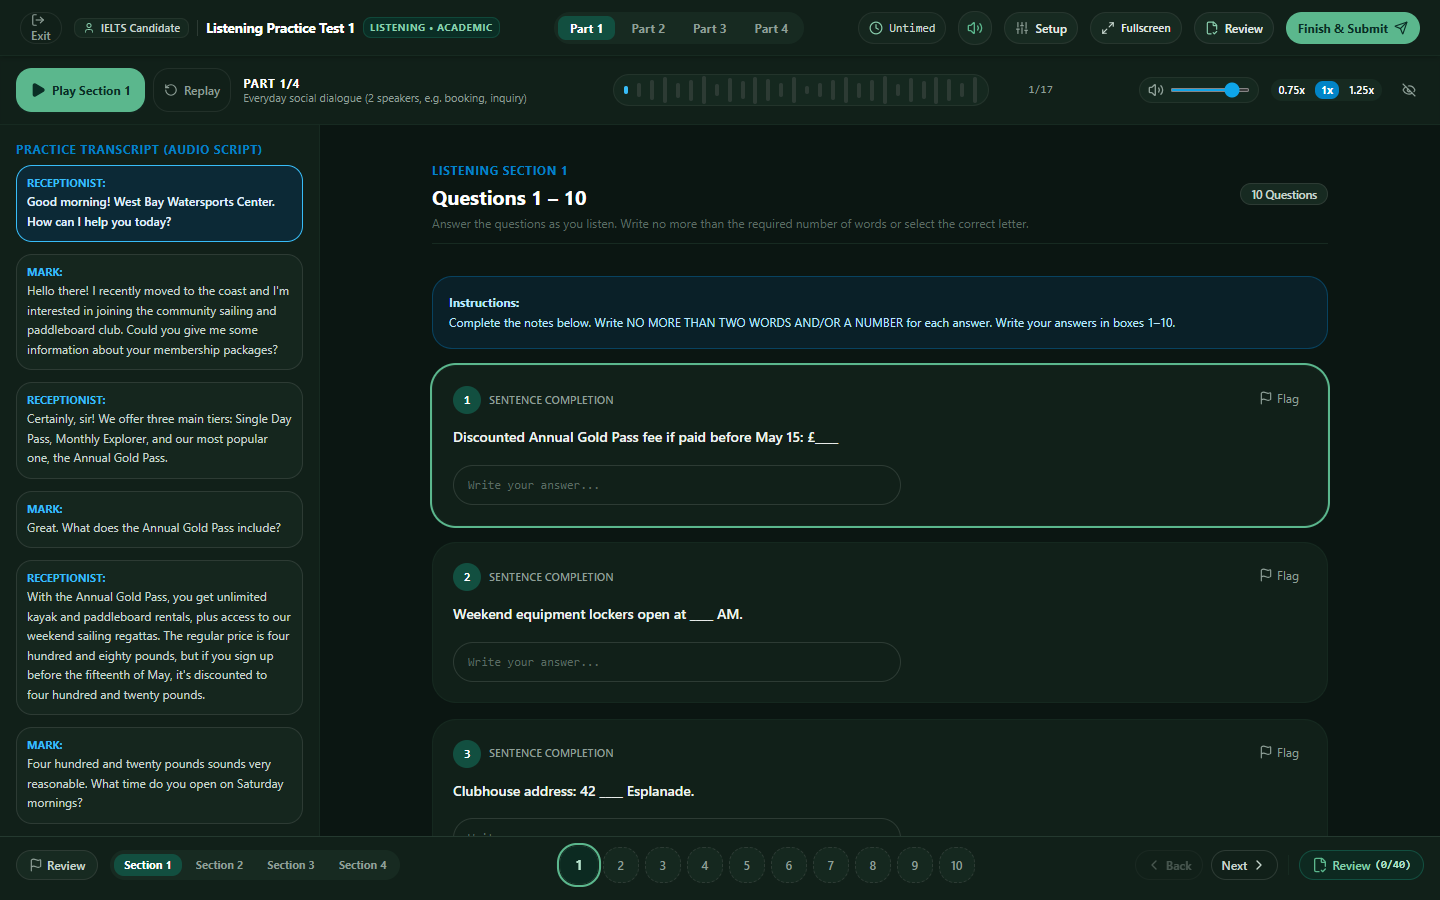 Exit
IELTS Candidate
Listening Practice Test 1
LISTENING • ACADEMIC
Part 1
Part 2
Part 3
Part 4
Untimed
Setup
Fullscreen
Review
Finish & Submit
Play Section 1
Replay
PART 1/4
Everyday social dialogue (2 speakers, e.g. booking, inquiry)
1/17
0.75x
1x
1.25x
PRACTICE TRANSCRIPT (AUDIO SCRIPT)
RECEPTIONIST:
Good morning! West Bay Watersports Center.
How can I help you today?
MARK:
Hello there! I recently moved to the coast and I'm
interested in joining the community sailing and
paddleboard club. Could you give me some
information about your membership packages?
RECEPTIONIST:
Certainly, sir! We offer three main tiers: Single Day
Pass, Monthly Explorer, and our most popular
one, the Annual Gold Pass.
MARK:
Great. What does the Annual Gold Pass include?
RECEPTIONIST:
With the Annual Gold Pass, you get unlimited
kayak and paddleboard rentals, plus access to our
weekend sailing regattas. The regular price is four
hundred and eighty pounds, but if you sign up
before the fifteenth of May, it's discounted to
four hundred and twenty pounds.
MARK:
Four hundred and twenty pounds sounds very
reasonable. What time do you open on Saturday
mornings?
LISTENING SECTION 1
Questions 1 – 10
10 Questions
Answer the questions as you listen. Write no more than the required number of words or select the correct letter.
Instructions:
Complete the notes below. Write NO MORE THAN TWO WORDS AND/OR A NUMBER for each answer. Write your answers in boxes 1–10.
1
SENTENCE COMPLETION
Flag
Discounted Annual Gold Pass fee if paid before May 15: £____
Write your answer...
2
SENTENCE COMPLETION
Flag
Weekend equipment lockers open at ____ AM.
Write your answer...
3
SENTENCE COMPLETION
Flag
Clubhouse address: 42 ____ Esplanade.
Review
Section 1
Section 2
Section 3
Section 4
1
2
3
4
5
6
7
8
9
10
Back
Next
Review (0/40)